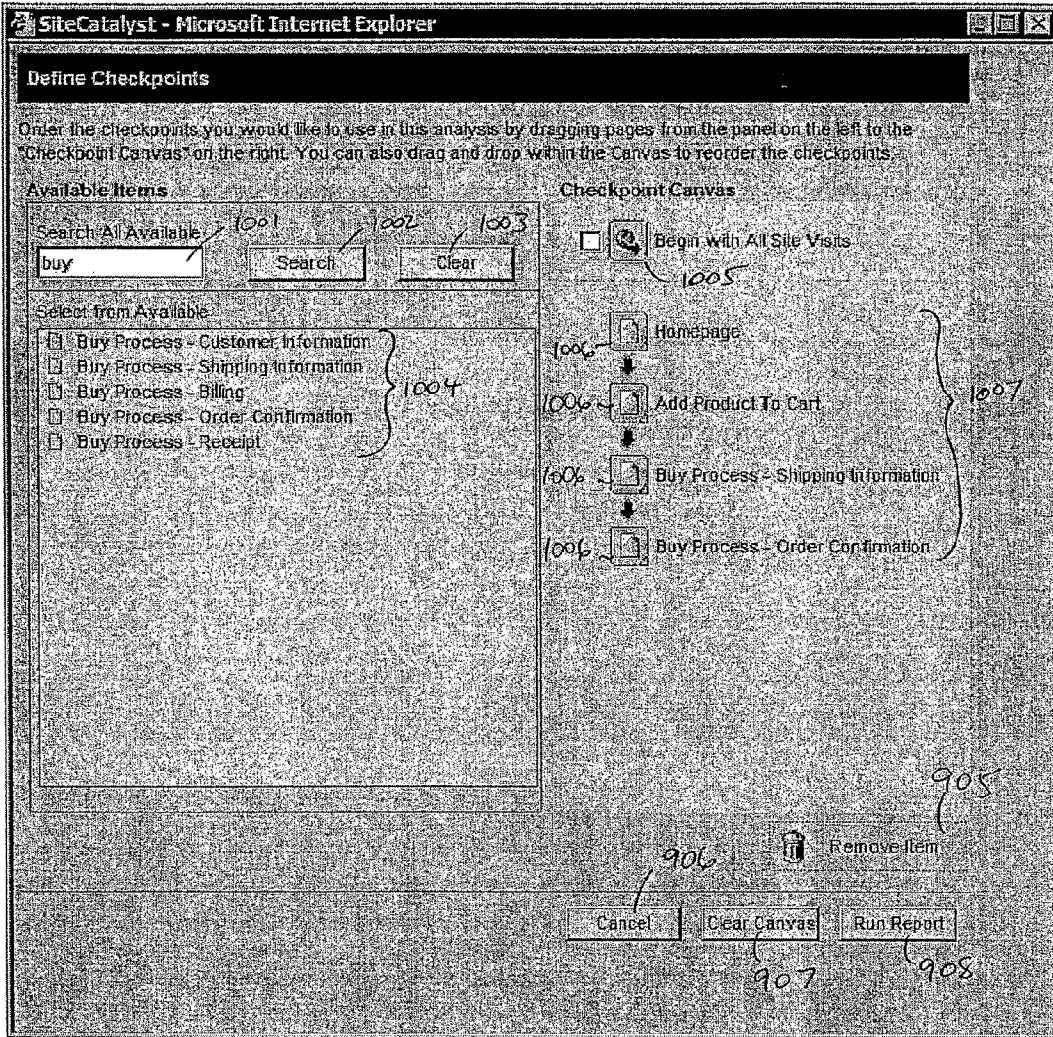 SiteCatalyst - Microsoft Internet Explorer
Define Checkpoints
Order the checkpoints you would like to use in this analysis by dragging pages from the panel on the left to the
"Checkpoint Canvas" on the right. You can also drag and drop within the Canvas to reorder the checkpoints.
Available Items
Search All Available
1001
1002
1003
buy
Search
Clear
Select from Available
Buy Process - Customer Information
Buy Process - Shipping Information
Buy Process - Billing
Buy Process - Order Confirmation
Buy Process - Receipt
1004
Checkpoint Canvas
Begin with All Site Visits
1005
1006
Homepage
1006
Add Product To Cart
1007
1006
Buy Process - Shipping Information
1006
Buy Process - Order Confirmation
905
Remove Item
906
Cancel
Clear Canvas
Run Report
907
908